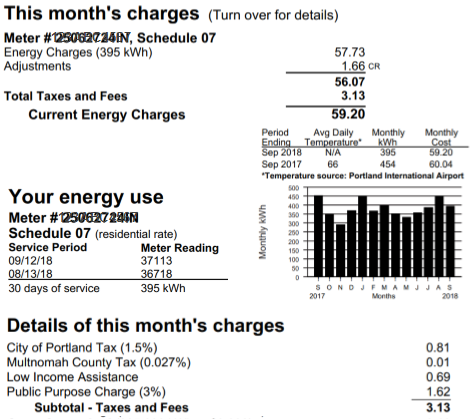 This month's charges (Turn over for details)
Meter #, Schedule 07
Energy Charges (395 kWh) 57.73
Adjustments 1.66 CR
56.07
Total Taxes and Fees 3.13
Current Energy Charges 59.20
Period Ending Avg Daily Temperature* Monthly kWh Monthly Cost
Sep 2018 N/A 395 59.20
Sep 2017 66 454 60.04
*Temperature source: Portland International Airport
Your energy use
Meter #
Schedule 07 (residential rate)
Service Period Meter Reading
09/12/18 37113
08/13/18 36718
30 days of service 395 kWh
Monthly kWh
500
450
400
350
300
250
200
150
100
50
0
S O N D J F M A M J J A S
2017 Months 2018
Details of this month's charges
City of Portland Tax (1.5%) 0.81
Multnomah County Tax (0.027%) 0.01
Low Income Assistance 0.69
Public Purpose Charge (3%) 1.62
Subtotal - Taxes and Fees 3.13